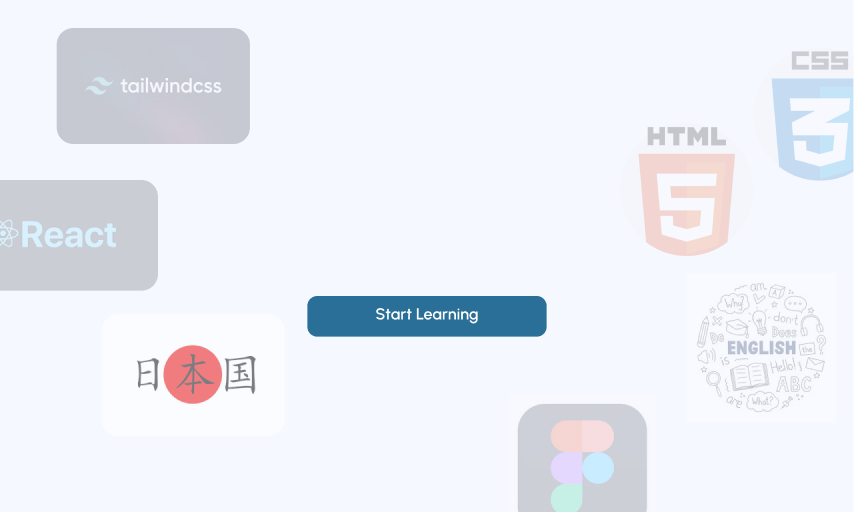 tailwindcss
CSS
3
HTML
5
React
Start Learning
日本国
am
Why?
A
B
don't
Does
Do
ENGLISH
the
is
Hello!
ABC
are
What?